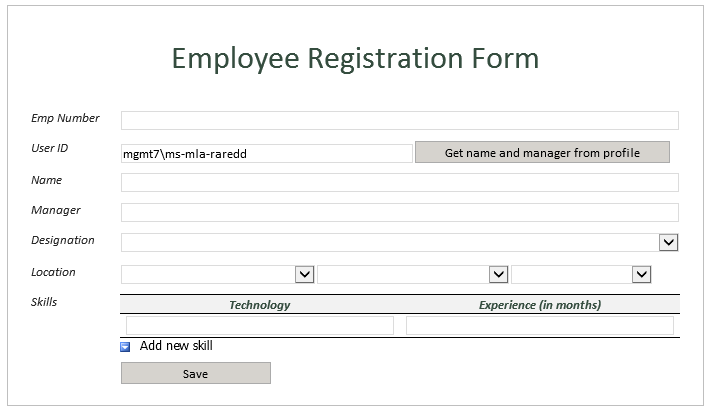 Employee Registration Form
Emp Number
User ID mgmt7\ms-mla-raredd Get name and manager from profile
Name
Manager
Designation
Location
Skills Technology Experience (in months)
Add new skill
Save